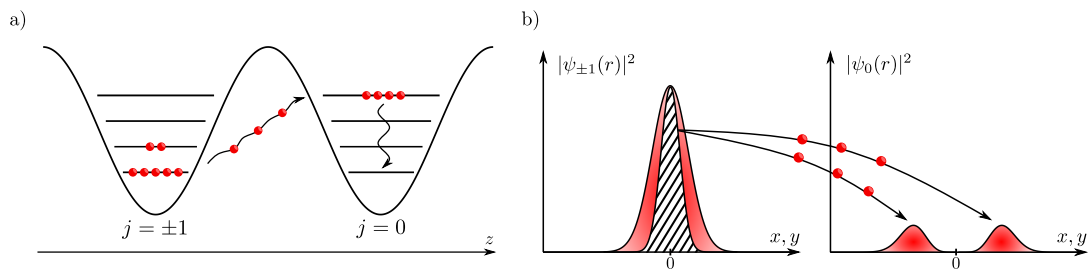 a)
j = ±1
j = 0
z
b)
|ψ±1(r)|²
|ψ0(r)|²
x, y
x, y
0
0